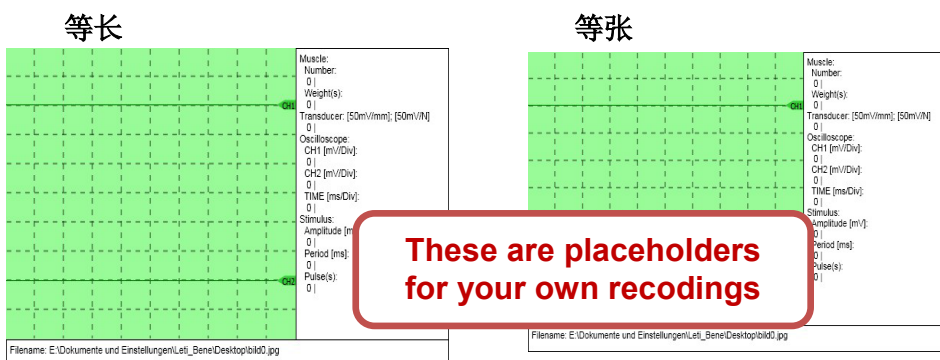 等长
等张
CH1
CH2
Muscle:
Number:
0 |
Weight(s):
0 |
Transducer: [50mV/mm]; [50mV/N]
0 |
Oscilloscope:
CH1 [mV/Div]:
0 |
CH2 [mV/Div]:
0 |
TIME [ms/Div]:
0 |
Stimulus:
Amplitude [m
0 |
Period [ms]:
0 |
Pulse(s):
0 |
Filename: E:\Dokumente und Einstellungen\Leti_Bene\Desktop\bild0.jpg
CH1
Muscle:
Number:
0 |
Weight(s):
0 |
Transducer: [50mV/mm]; [50mV/N]
0 |
Oscilloscope:
CH1 [mV/Div]:
0 |
CH2 [mV/Div]:
0 |
TIME [ms/Div]:
0 |
Stimulus:
Amplitude [mV]:
0 |
Period [ms]:
0 |
Pulse(s):
0 |
Filename: E:\Dokumente und Einstellungen\Leti_Bene\Desktop\bild0.jpg
These are placeholders
for your own recodings